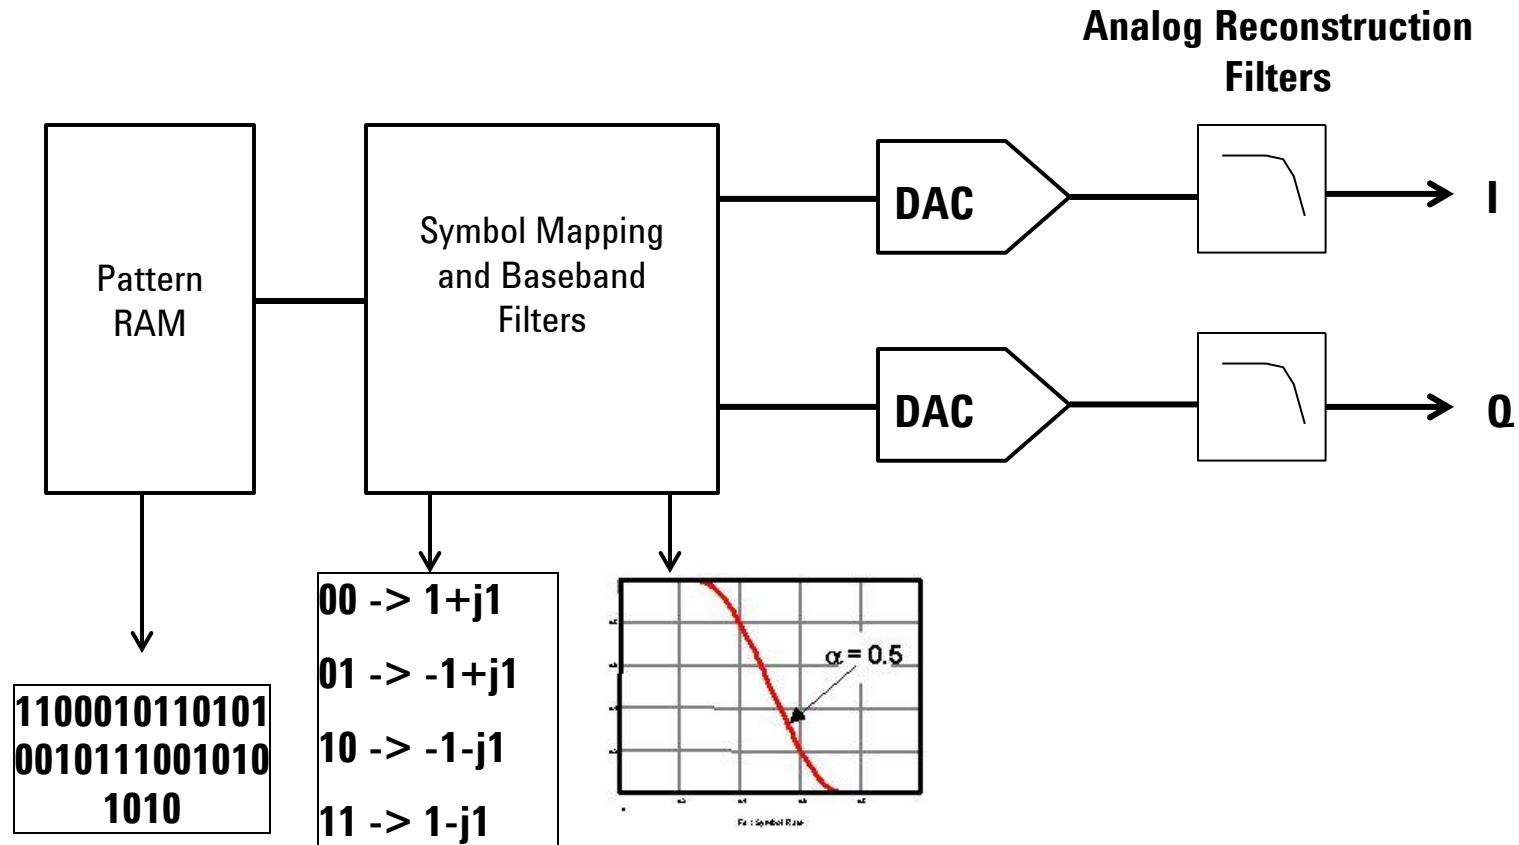 Analog Reconstruction
Filters
Pattern
RAM
Symbol Mapping
and Baseband
Filters
DAC
I
DAC
Q
1100010110101
0010111001010
1010
00 -> 1+j1
01 -> -1+j1
10 -> -1-j1
11 -> 1-j1
α = 0.5